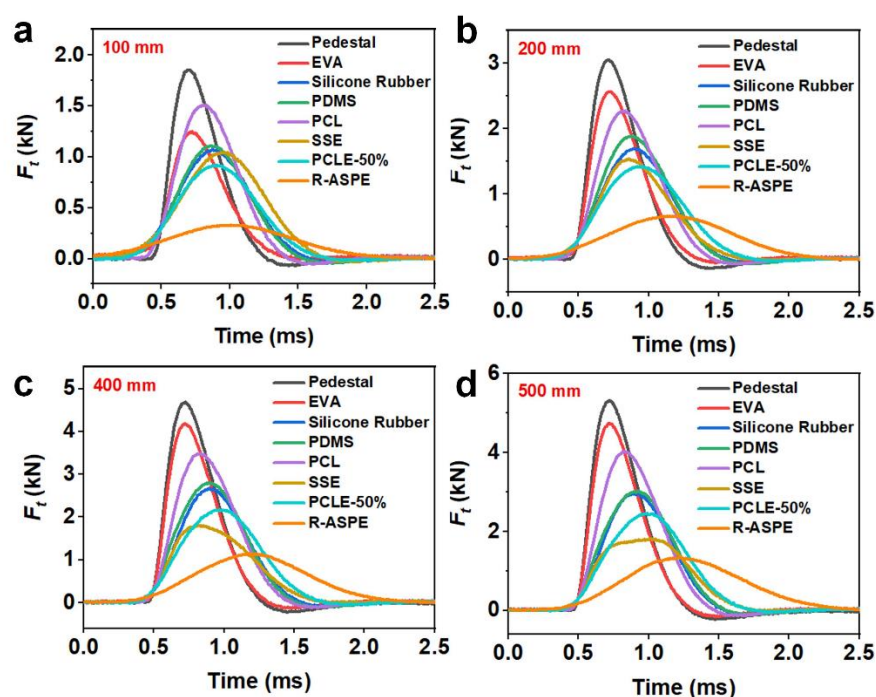 a
100 mm
Pedestal
EVA
Silicone Rubber
PDMS
PCL
SSE
PCLE-50%
R-ASPE
2.0
1.5
1.0
0.5
0.0
Ft (kN)
0.0 0.5 1.0 1.5 2.0 2.5
Time (ms)
b
200 mm
Pedestal
EVA
Silicone Rubber
PDMS
PCL
SSE
PCLE-50%
R-ASPE
3
2
1
0
Ft (kN)
0.0 0.5 1.0 1.5 2.0 2.5
Time (ms)
c
400 mm
Pedestal
EVA
Silicone Rubber
PDMS
PCL
SSE
PCLE-50%
R-ASPE
5
4
3
2
1
0
Ft (kN)
0.0 0.5 1.0 1.5 2.0 2.5
Time (ms)
d
500 mm
Pedestal
EVA
Silicone Rubber
PDMS
PCL
SSE
PCLE-50%
R-ASPE
6
4
2
0
Ft (kN)
0.0 0.5 1.0 1.5 2.0 2.5
Time (ms)